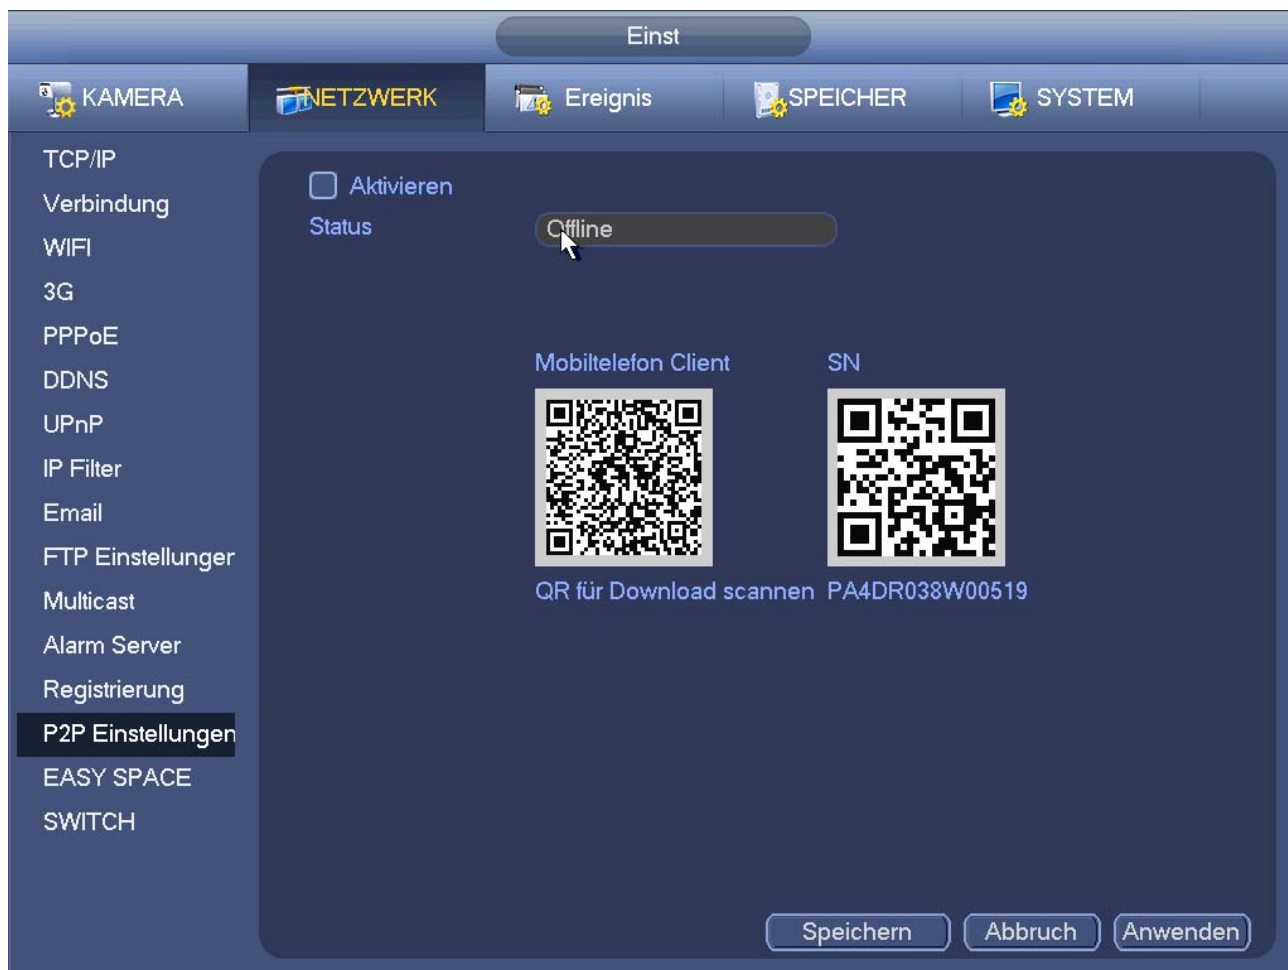 Einst
KAMERA
NETZWERK
Ereignis
SPEICHER
SYSTEM
TCP/IP
Verbindung
WIFI
3G
PPPoE
DDNS
UPnP
IP Filter
Email
FTP Einstellunger
Multicast
Alarm Server
Registrierung
P2P Einstellungen
EASY SPACE
SWITCH
Aktivieren
Status
Offline
Mobiltelefon Client
SN
QR für Download scannen
PA4DR038W00519
Speichern
Abbruch
Anwenden